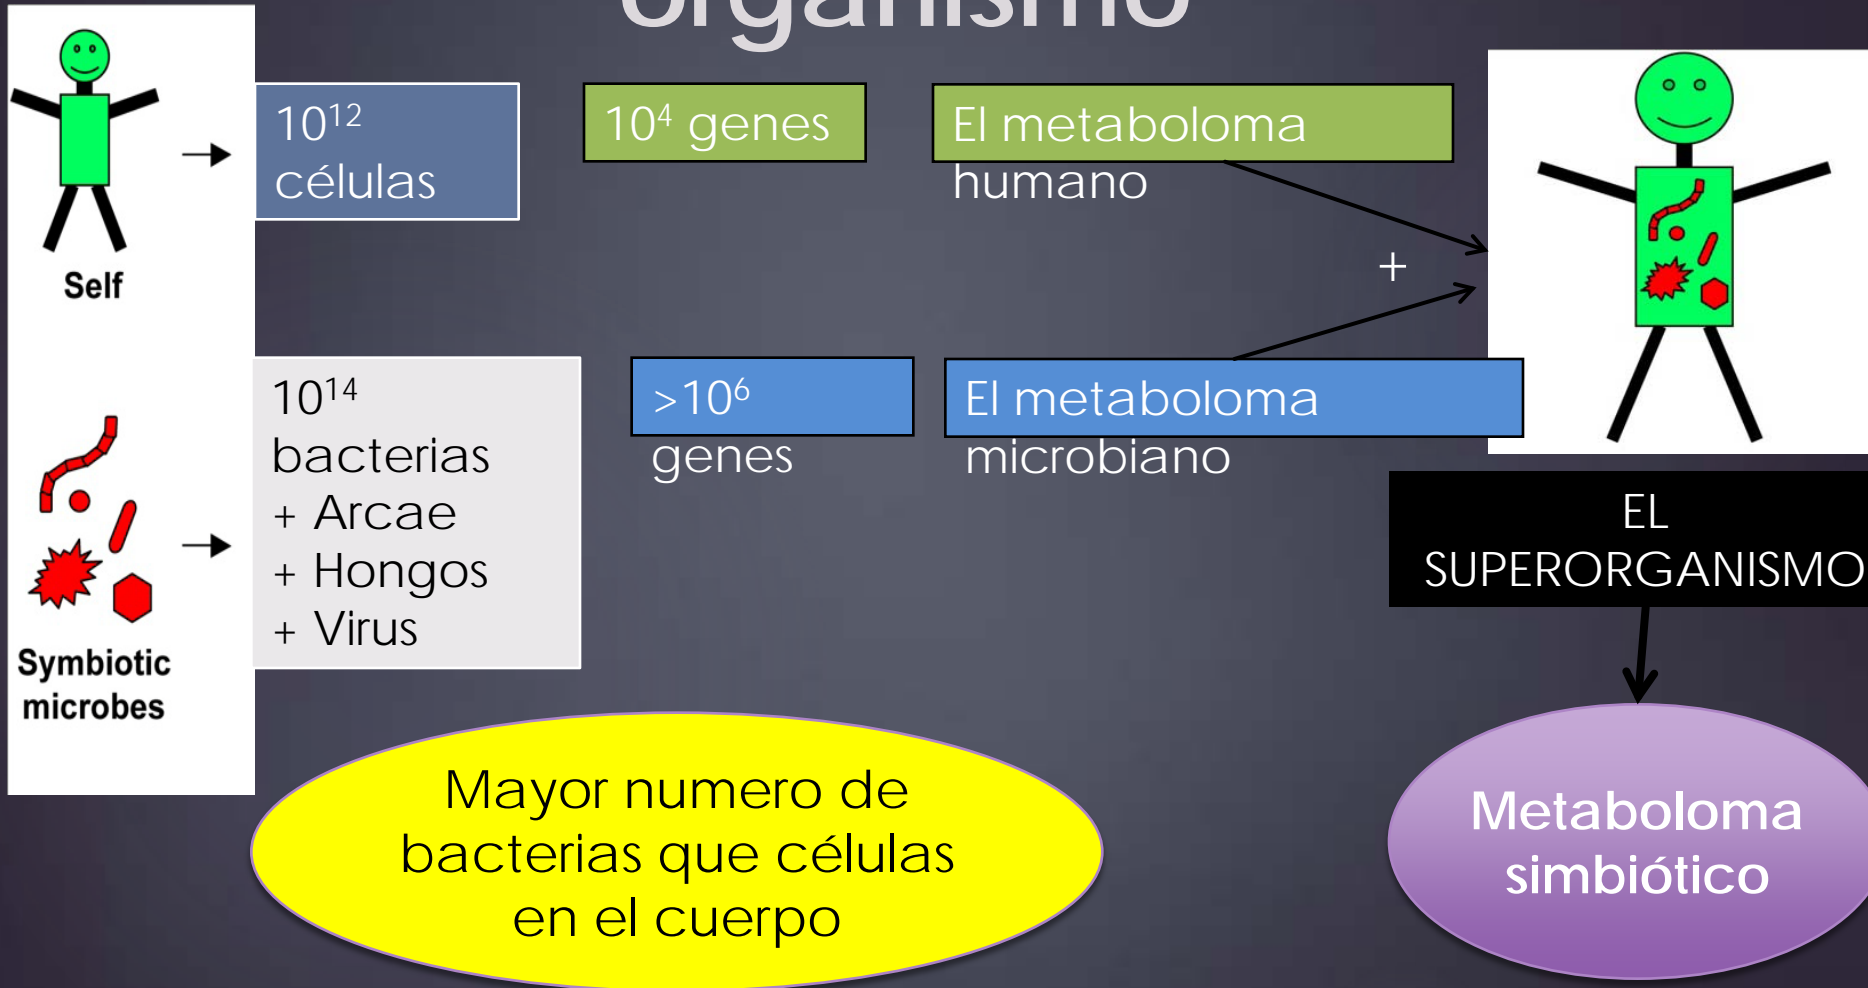 organismo
10¹²
células
10⁴ genes
El metaboloma
humano
Self
+
10¹⁴
bacterias
+ Arcae
+ Hongos
+ Virus
>10⁶
genes
El metaboloma
microbiano
Symbiotic
microbes
EL
SUPERORGANISMO
Mayor numero de
bacterias que células
en el cuerpo
Metaboloma
simbiótico